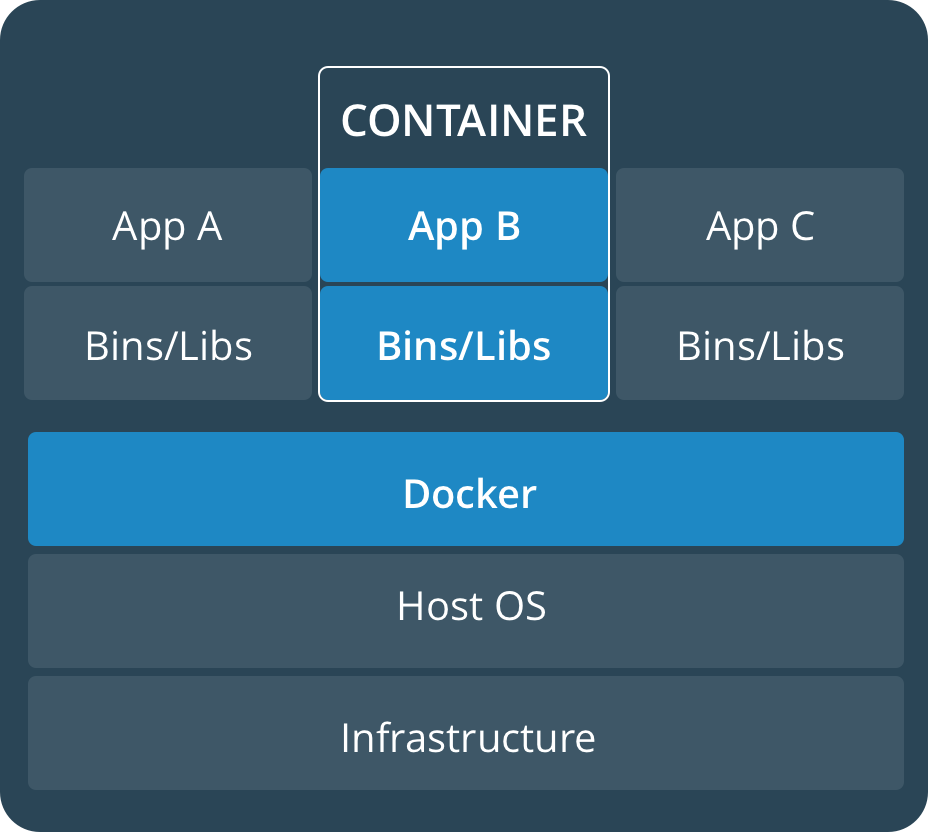 CONTAINER
App A
App B
App C
Bins/Libs
Bins/Libs
Bins/Libs
Docker
Host OS
Infrastructure